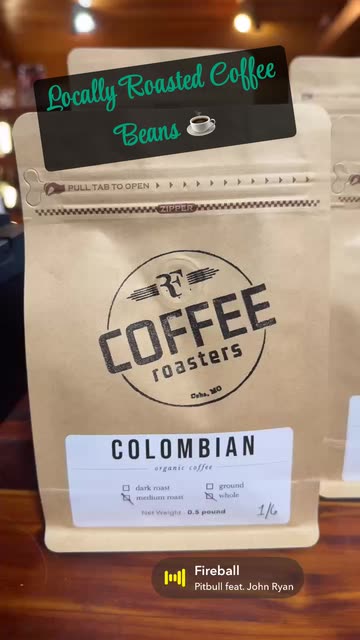 Locally Roasted Coffee
Beans ☕
PULL TAB TO OPEN
ZIPPER
RF
COFFEE
roasters
Cuba, MO
COLOMBIAN
organic coffee
dark roast
ground
medium roast
whole
Net Weight - 0.5 pound
1/6
Fireball
Pitbull feat. John Ryan